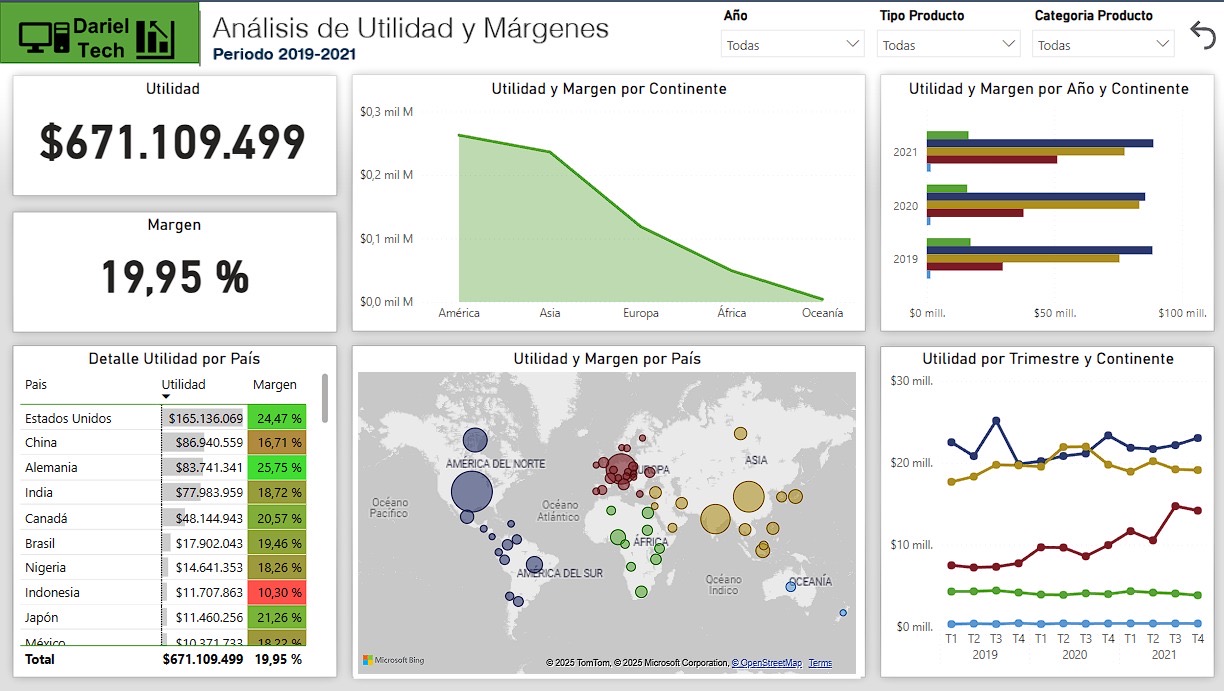 Dariel
Tech
Análisis de Utilidad y Márgenes
Periodo 2019-2021
Año
Todas
Tipo Producto
Todas
Categoria Producto
Todas
Utilidad
$671.109.499
Margen
19,95 %
Utilidad y Margen por Continente
$0,3 mil M
$0,2 mil M
$0,1 mil M
$0,0 mil M
América Asia Europa África Oceanía
Utilidad y Margen por Año y Continente
2021
2020
2019
$0 mill. $50 mill. $100 mill.
Detalle Utilidad por País
Pais Utilidad Margen
Estados Unidos $165.136.069 24,47 %
China $86.940.559 16,71 %
Alemania $83.741.341 25,75 %
India $77.983.959 18,72 %
Canadá $48.144.943 20,57 %
Brasil $17.902.043 19,46 %
Nigeria $14.641.353 18,26 %
Indonesia $11.707.863 10,30 %
Japón $11.460.256 21,26 %
México $10.371.733 18,22 %
Total $671.109.499 19,95 %
Utilidad y Margen por País
AMÉRICA DEL NORTE
EUROPA
ASIA
Océano
Pacífico
Océano
Atlántico
ÁFRICA
AMÉRICA DEL SUR
Océano
Índico
OCEANÍA
Microsoft Bing
© 2025 TomTom, © 2025 Microsoft Corporation, © OpenStreetMap Terms
Utilidad por Trimestre y Continente
$30 mill.
$20 mill.
$10 mill.
$0 mill.
T1 T2 T3 T4 T1 T2 T3 T4 T1 T2 T3 T4
2019 2020 2021